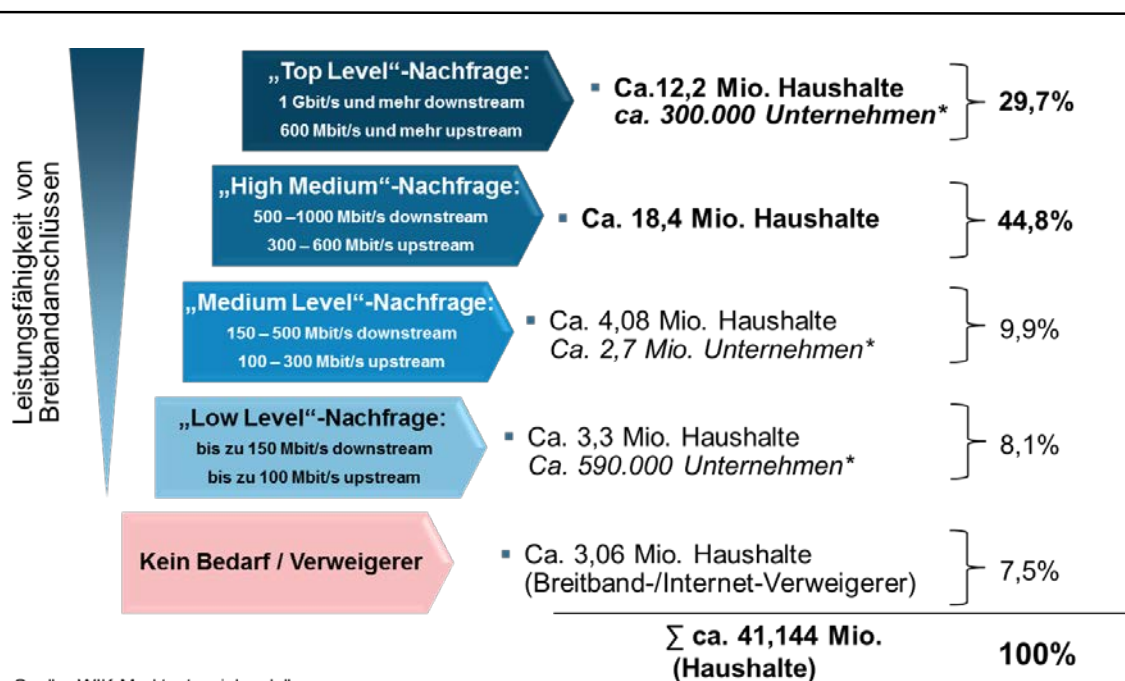 Leistungsfähigkeit von
Breitbandanschlüssen
„Top Level“-Nachfrage:
1 Gbit/s und mehr downstream
600 Mbit/s und mehr upstream
▪ Ca.12,2 Mio. Haushalte
ca. 300.000 Unternehmen*
29,7%
„High Medium“-Nachfrage:
500 –1000 Mbit/s downstream
300 – 600 Mbit/s upstream
▪ Ca. 18,4 Mio. Haushalte
44,8%
„Medium Level“-Nachfrage:
150 – 500 Mbit/s downstream
100 – 300 Mbit/s upstream
▪ Ca. 4,08 Mio. Haushalte
Ca. 2,7 Mio. Unternehmen*
9,9%
„Low Level“-Nachfrage:
bis zu 150 Mbit/s downstream
bis zu 100 Mbit/s upstream
▪ Ca. 3,3 Mio. Haushalte
Ca. 590.000 Unternehmen*
8,1%
Kein Bedarf / Verweigerer
▪ Ca. 3,06 Mio. Haushalte
(Breitband-/Internet-Verweigerer)
7,5%
∑ ca. 41,144 Mio.
(Haushalte)
100%